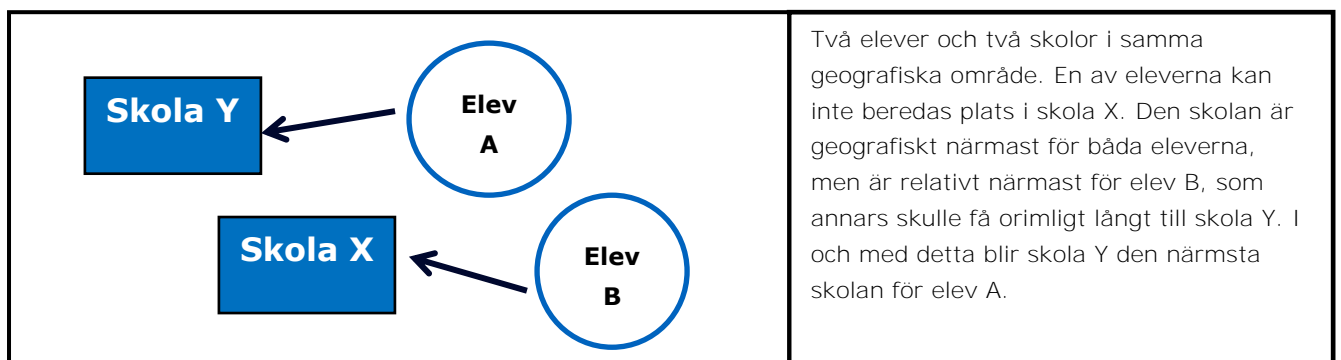 Skola Y
Elev
A
Skola X
Elev
B
Två elever och två skolor i samma
geografiska område. En av eleverna kan
inte beredas plats i skola X. Den skolan är
geografiskt närmast för båda eleverna,
men är relativt närmast för elev B, som
annars skulle få orimligt långt till skola Y. I
och med detta blir skola Y den närmsta
skolan för elev A.